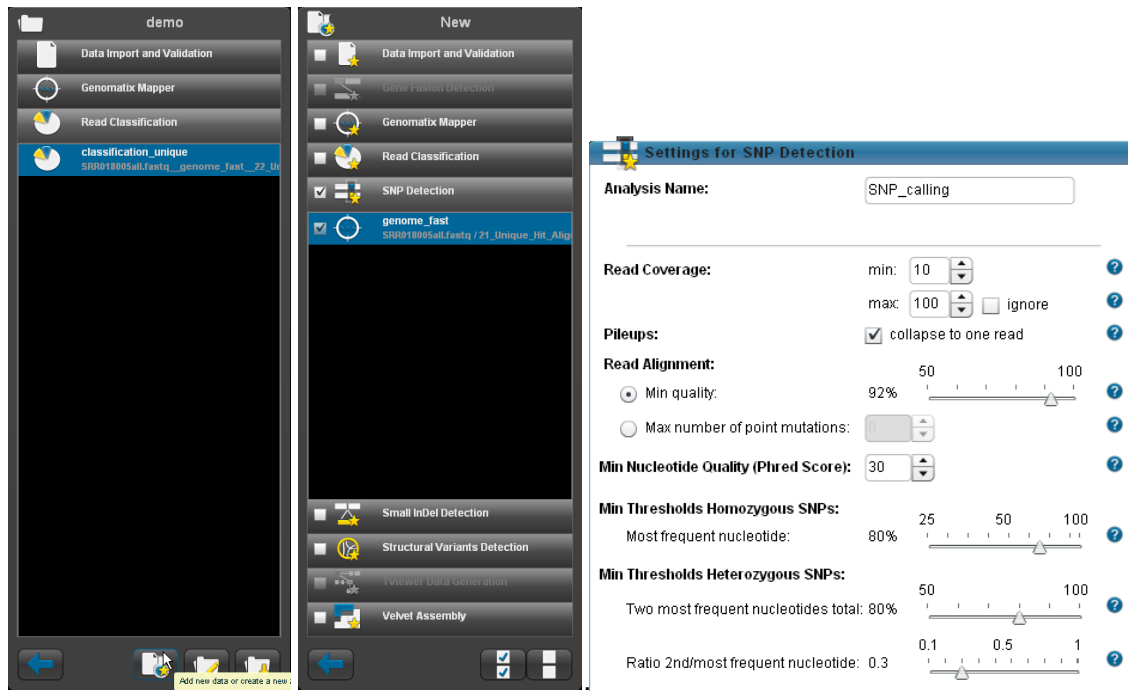 demo
Data Import and Validation
Genomatix Mapper
Read Classification
classification_unique
SRR018005all.fastq__genome_fast__22_Un
Add new data or create a new
New
Data Import and Validation
Gene Fusion Detection
Genomatix Mapper
Read Classification
SNP Detection
genome_fast
SRR018005all.fastq / 21_Unique_Hit_Alig
Small InDel Detection
Structural Variants Detection
TViewer Data Generation
Velvet Assembly
Settings for SNP Detection
Analysis Name: SNP_calling
Read Coverage: min: 10
max: 100 ignore
Pileups: collapse to one read
Read Alignment:
50 100
Min quality: 92%
Max number of point mutations: 0
Min Nucleotide Quality (Phred Score): 30
Min Thresholds Homozygous SNPs:
25 50 100
Most frequent nucleotide: 80%
Min Thresholds Heterozygous SNPs:
50 100
Two most frequent nucleotides total: 80%
0.1 0.5 1
Ratio 2nd/most frequent nucleotide: 0.3